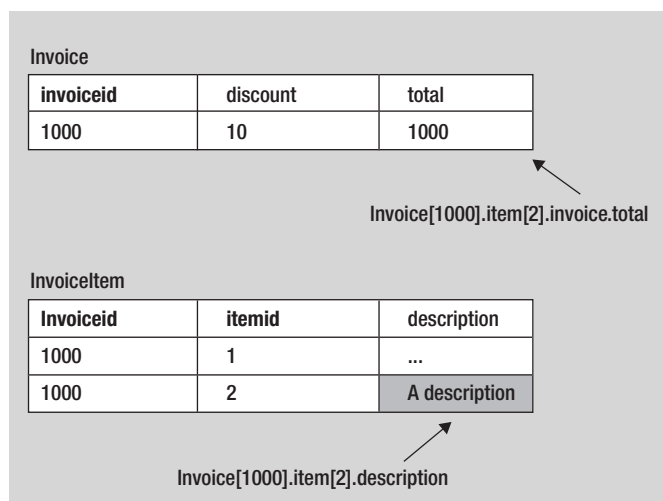 Invoice
invoiceid discount total
1000 10 1000
Invoice[1000].item[2].invoice.total
InvoiceItem
Invoiceid itemid description
1000 1 ...
1000 2 A description
Invoice[1000].item[2].description